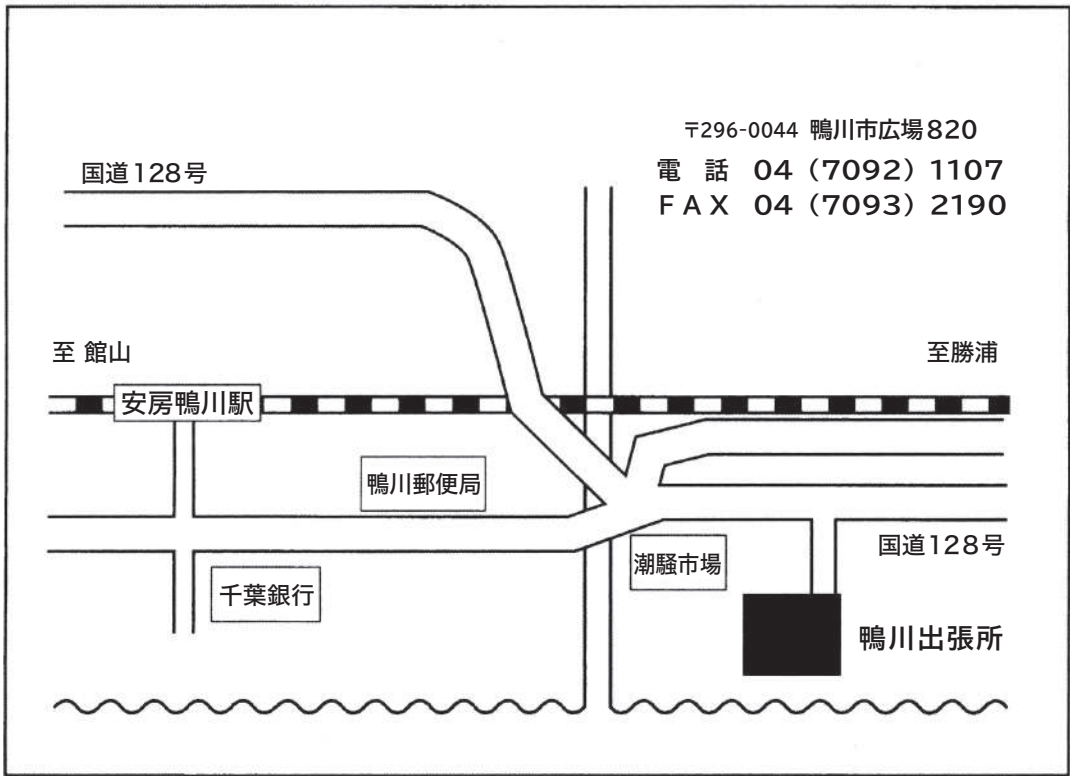 〒296-0044 鴨川市広場820
電話 04(7092)1107
FAX 04(7093)2190
国道128号
至 館山
至勝浦
安房鴨川駅
鴨川郵便局
国道128号
潮騒市場
千葉銀行
鴨川出張所